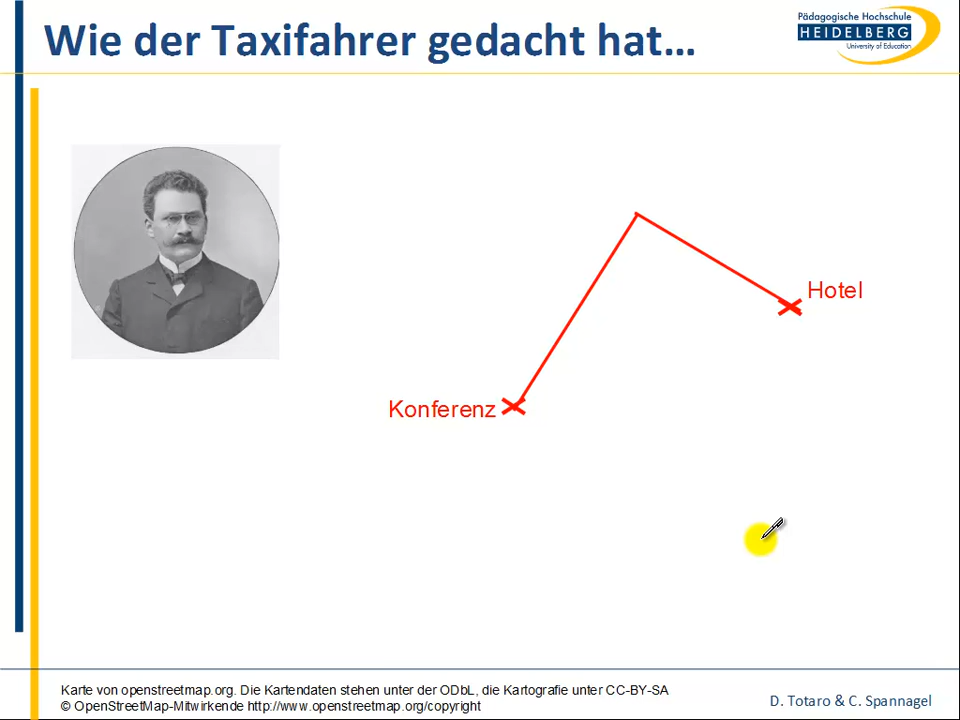 Wie der Taxifahrer gedacht hat...
Pädagogische Hochschule
HEIDELBERG
University of Education
Hotel
Konferenz
Karte von openstreetmap.org. Die Kartendaten stehen unter der ODbL, die Kartografie unter CC-BY-SA
© OpenStreetMap-Mitwirkende http://www.openstreetmap.org/copyright
D. Totaro & C. Spannagel